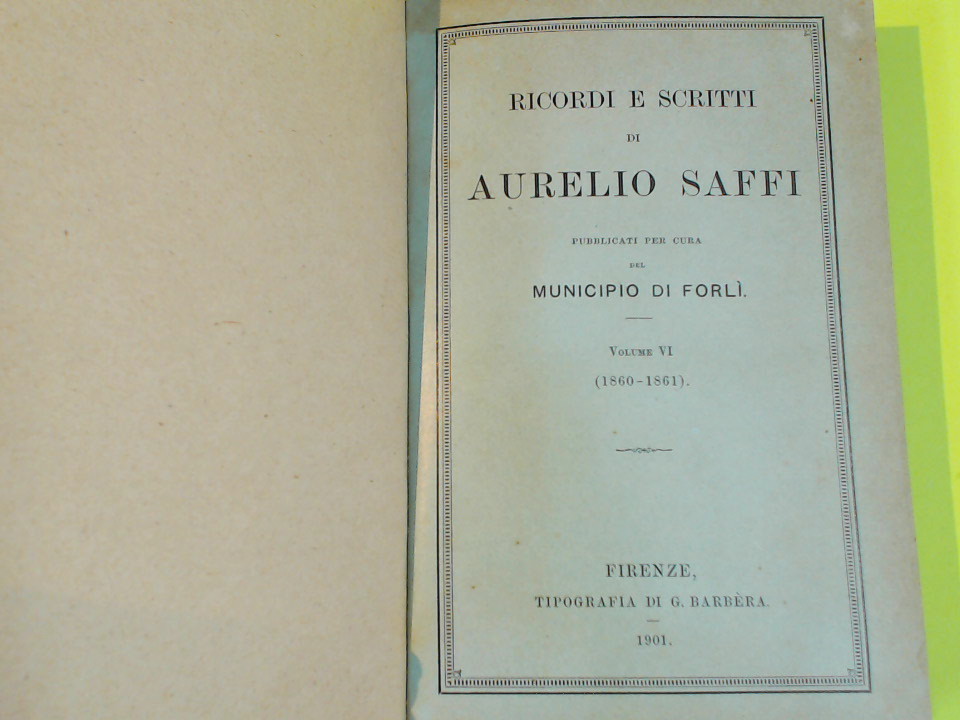 RICORDI E SCRITTI
DI
AURELIO SAFFI
PUBBLICATI PER CURA
DEL
MUNICIPIO DI FORLÌ.
VOLUME VI
(1860-1861).
FIRENZE,
TIPOGRAFIA DI G. BARBÈRA.
1901.